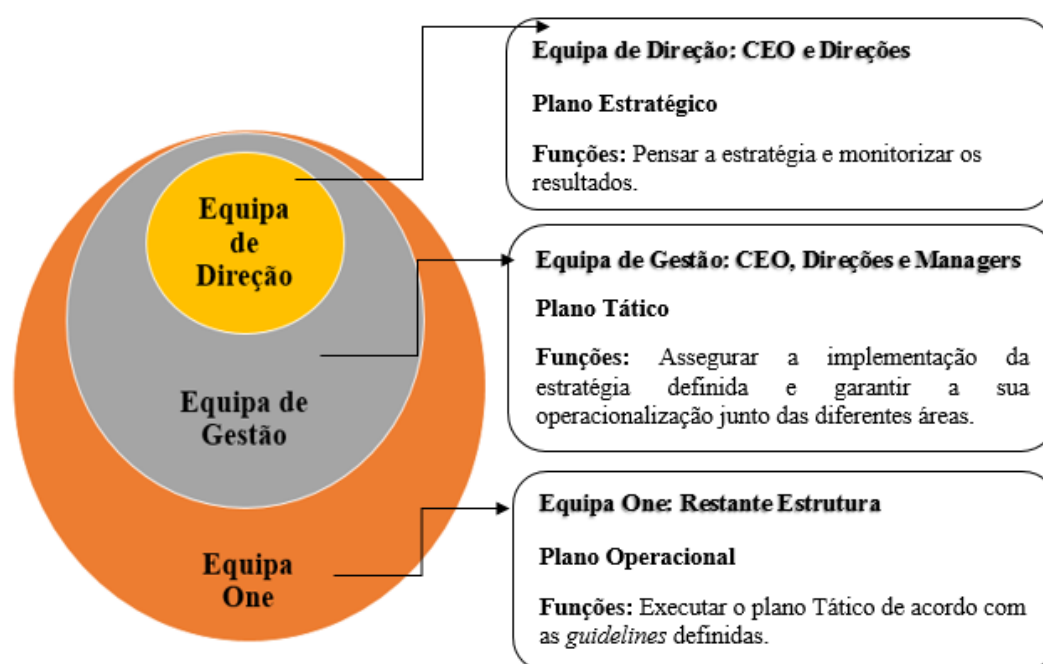 Equipa
de
Direção
Equipa de
Gestão
Equipa
One
Equipa de Direção: CEO e Direções
Plano Estratégico
Funções: Pensar a estratégia e monitorizar os
resultados.
Equipa de Gestão: CEO, Direções e Managers
Plano Tático
Funções: Assegurar a implementação da
estratégia definida e garantir a sua
operacionalização junto das diferentes áreas.
Equipa One: Restante Estrutura
Plano Operacional
Funções: Executar o plano Tático de acordo com
as guidelines definidas.